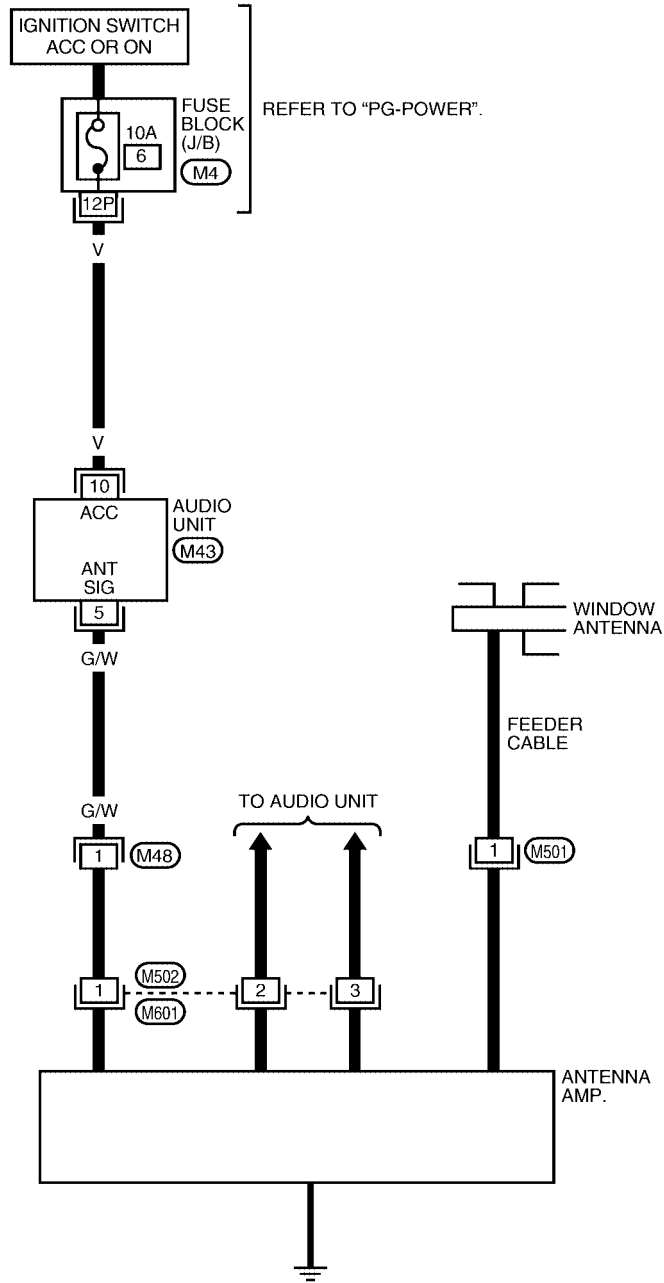 IGNITION SWITCH
ACC OR ON
FUSE
BLOCK
(J/B)
REFER TO “PG-POWER”.
10A
6
M4
12P
V
V
10
ACC
AUDIO
UNIT
M43
ANT
SIG
5
G/W
WINDOW
ANTENNA
FEEDER
CABLE
TO AUDIO UNIT
G/W
1
M48
1
M501
1
M502
M601
2
3
ANTENNA
AMP.